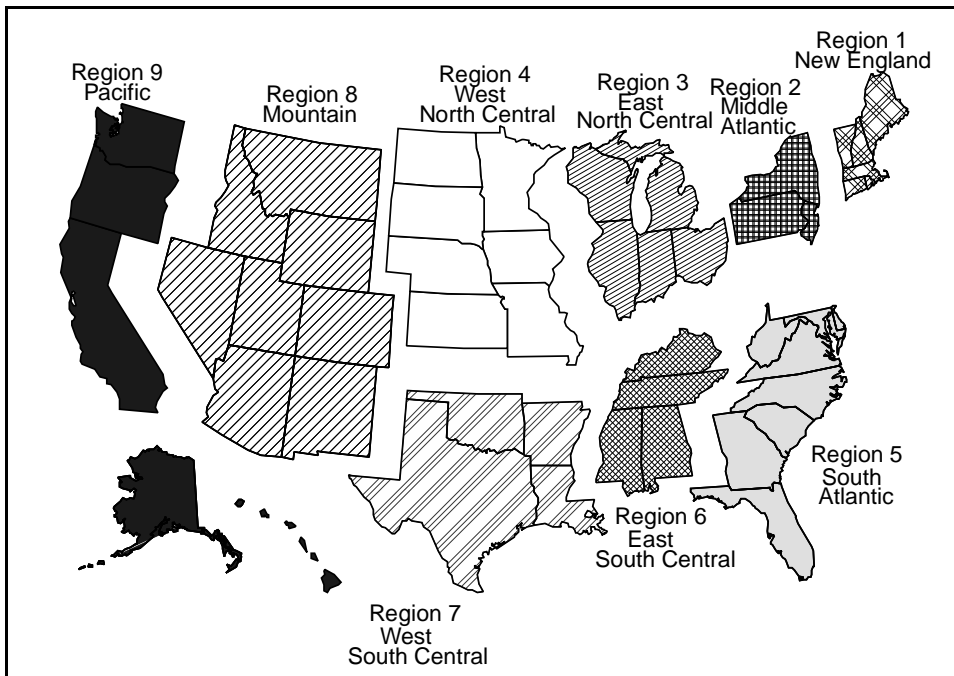 Region 1
New England
Region 2
Middle
Atlantic
Region 3
East
North Central
Region 4
West
North Central
Region 8
Mountain
Region 9
Pacific
Region 5
South
Atlantic
Region 6
East
South Central
Region 7
West
South Central